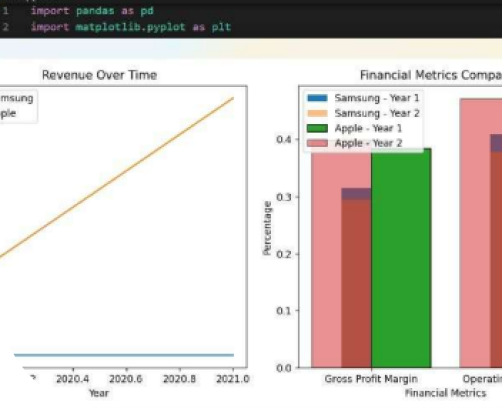 1 import pandas as pd
2 import matplotlib.pyplot as plt
Revenue Over Time
Financial Metrics Compa
msung
ple
Samsung - Year 1
Samsung - Year 2
Apple - Year 1
Apple - Year 2
0.4
0.3
0.2
0.1
0.0
Percentage
2020.4 2020.6 2020.8 2021.0
Year
Gross Profit Margin Operatin
Financial Metrics